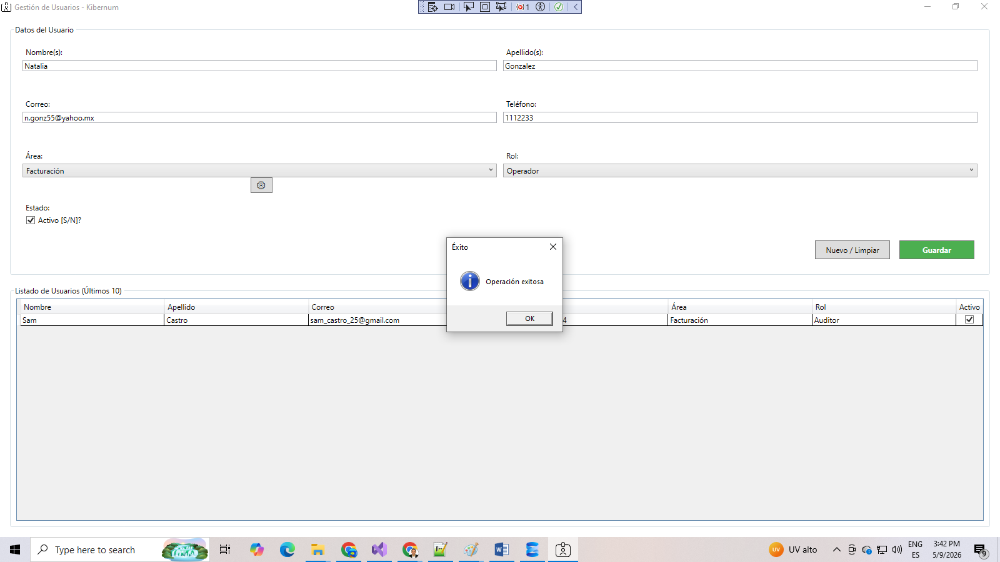 Gestión de Usuarios - Kibernum
1
Datos del Usuario
Nombre(s):
Apellido(s):
Natalia
Gonzalez
Correo:
Teléfono:
n.gonz55@yahoo.mx
1112233
Área:
Rol:
Facturación
Operador
Estado:
Activo [S/N]?
Nuevo / Limpiar
Guardar
Éxito
Operación exitosa
OK
Listado de Usuarios (Últimos 10)
Nombre Apellido Correo Área Rol Activo
Sam Castro sam_castro_25@gmail.com 4 Facturación Auditor
Type here to search
UV
UV alto
ENG
ES
3:42 PM
5/9/2026
9